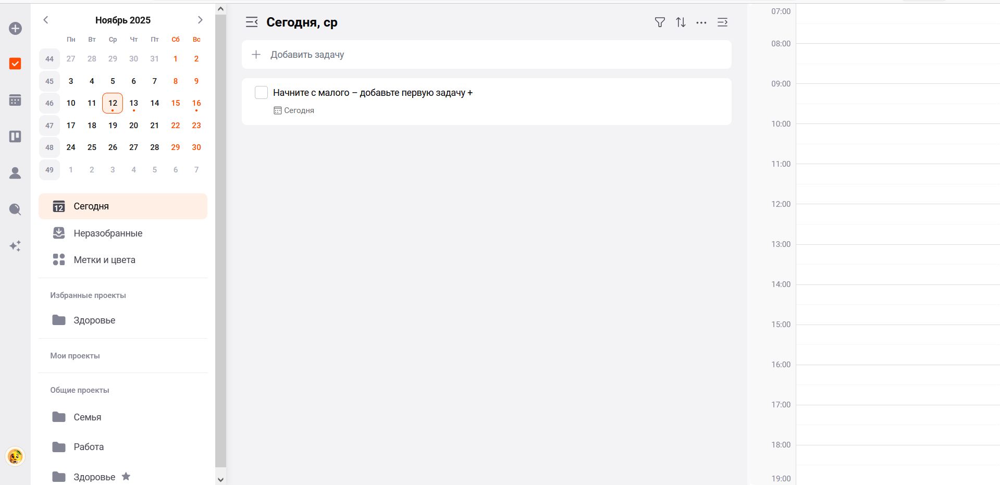 Ноябрь 2025
Пн Вт Ср Чт Пт Сб Вс
44 27 28 29 30 31 1 2
45 3 4 5 6 7 8 9
46 10 11 12 13 14 15 16
47 17 18 19 20 21 22 23
48 24 25 26 27 28 29 30
49 1 2 3 4 5 6 7
12 Сегодня
Неразобранные
Метки и цвета
Избранные проекты
Здоровье
Мои проекты
Общие проекты
Семья
Работа
Здоровье
Сегодня, ср
Добавить задачу
Начните с малого – добавьте первую задачу +
Сегодня
07:00
08:00
09:00
10:00
11:00
12:00
13:00
14:00
15:00
16:00
17:00
18:00
19:00